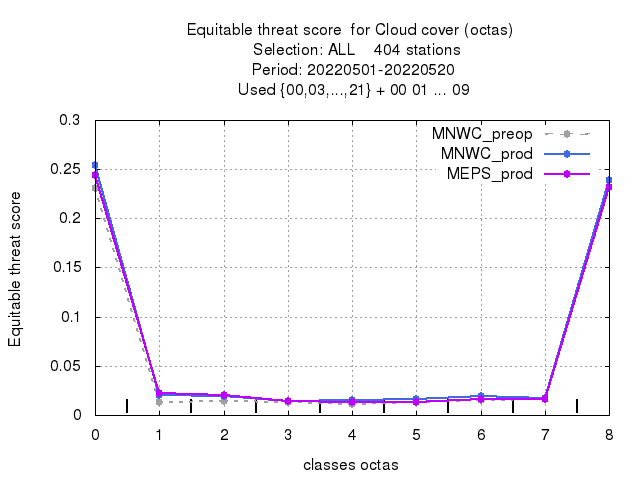 Equitable threat score  for Cloud cover (octas)
Selection: ALL    404 stations
Period: 20220501-20220520
Used {00,03,...,21} + 00 01 ... 09
MNWC_preop
MNWC_prod
MEPS_prod
Equitable threat score
0.3
0.25
0.2
0.15
0.1
0.05
0
0 1 2 3 4 5 6 7 8
classes octas